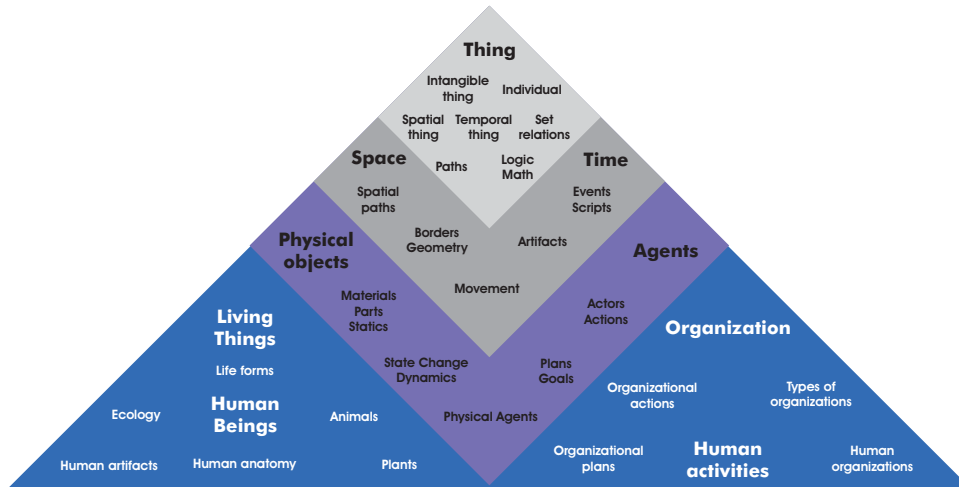 Thing
Intangible
thing
Individual
Spatial
thing
Temporal
thing
Set
relations
Paths
Logic
Math
Space
Time
Spatial
paths
Events
Scripts
Borders
Geometry
Artifacts
Movement
Physical
objects
Agents
Materials
Parts
Statics
Actors
Actions
State Change
Dynamics
Plans
Goals
Physical Agents
Living
Things
Life forms
Ecology
Human
Beings
Animals
Human artifacts
Human anatomy
Plants
Organization
Organizational
actions
Types of
organizations
Organizational
plans
Human
activities
Human
organizations